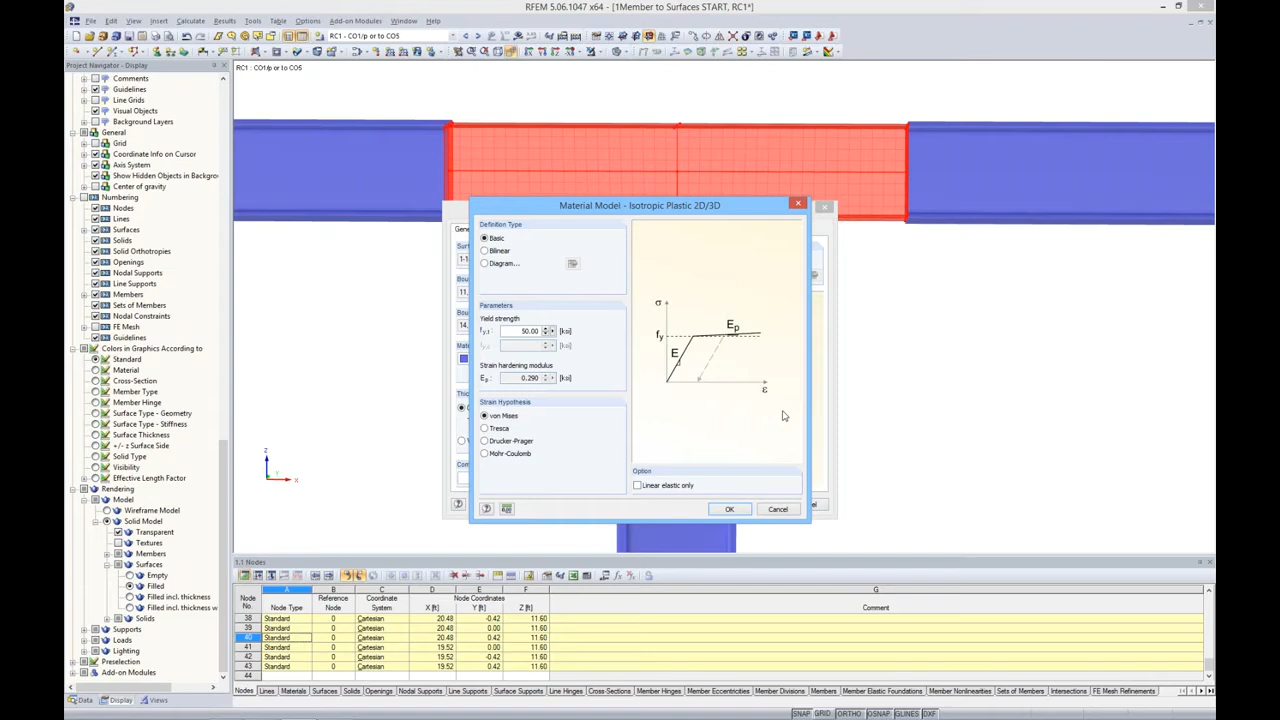 RFEM 5.06.1047 x64 - [1Member to Surfaces START, RC1*]
File Edit View Insert Calculate Results Tools Table Options Add-on Modules Window Help
RC1 - CO1/p or to CO5
Project Navigator - Display
RC1 : CO1/p or to CO5
Comments
Guidelines
Line Grids
Visual Objects
Background Layers
General
Grid
Coordinate Info on Cursor
Axis System
Show Hidden Objects in Backgro
Center of gravity
Numbering
Nodes
Lines
Surfaces
Solids
Solid Orthotropies
Openings
Nodal Supports
Line Supports
Members
Sets of Members
Nodal Constraints
FE Mesh
Guidelines
Colors in Graphics According to
Standard
Material
Cross-Section
Member Type
Member Hinge
Surface Type - Geometry
Surface Type - Stiffness
Surface Thickness
+/- z Surface Side
Solid Type
Visibility
Effective Length Factor
Rendering
Model
Wireframe Model
Solid Model
Transparent
Textures
Members
Surfaces
Empty
Filled
Filled incl. thickness
Filled incl. thickness w
Solids
Supports
Loads
Lighting
Preselection
Add-on Modules
Data Display Views
Material Model - Isotropic Plastic 2D/3D
Definition Type
Basic
Bilinear
Diagram...
Parameters
Yield strength
fy,t : 50.00 [ksi]
fy,c :  [ksi]
Strain hardening modulus
Ep : 0.290 [ksi]
Strain Hypothesis
von Mises
Tresca
Drucker-Prager
Mohr-Coulomb
σ
fy
E
Ep
ε
Option
Linear elastic only
OK Cancel
Z
X
1.1 Nodes
A B C D E F G
Node No. Node Type Reference Node Coordinate System Node Coordinates X [ft] Y [ft] Z [ft] Comment
38 Standard 0 Cartesian 20.48 -0.42 11.60
39 Standard 0 Cartesian 20.48 0.00 11.60
40 Standard 0 Cartesian 20.48 0.42 11.60
41 Standard 0 Cartesian 19.52 0.00 11.60
42 Standard 0 Cartesian 19.52 -0.42 11.60
43 Standard 0 Cartesian 19.52 0.42 11.60
44
Nodes Lines Materials Surfaces Solids Openings Nodal Supports Line Supports Surface Supports Line Hinges Cross-Sections Member Hinges Member Eccentricities Member Divisions Members Member Elastic Foundations Member Nonlinearities Sets of Members Intersections FE Mesh Refinements
SNAP GRID ORTHO OSNAP GLINES DXF